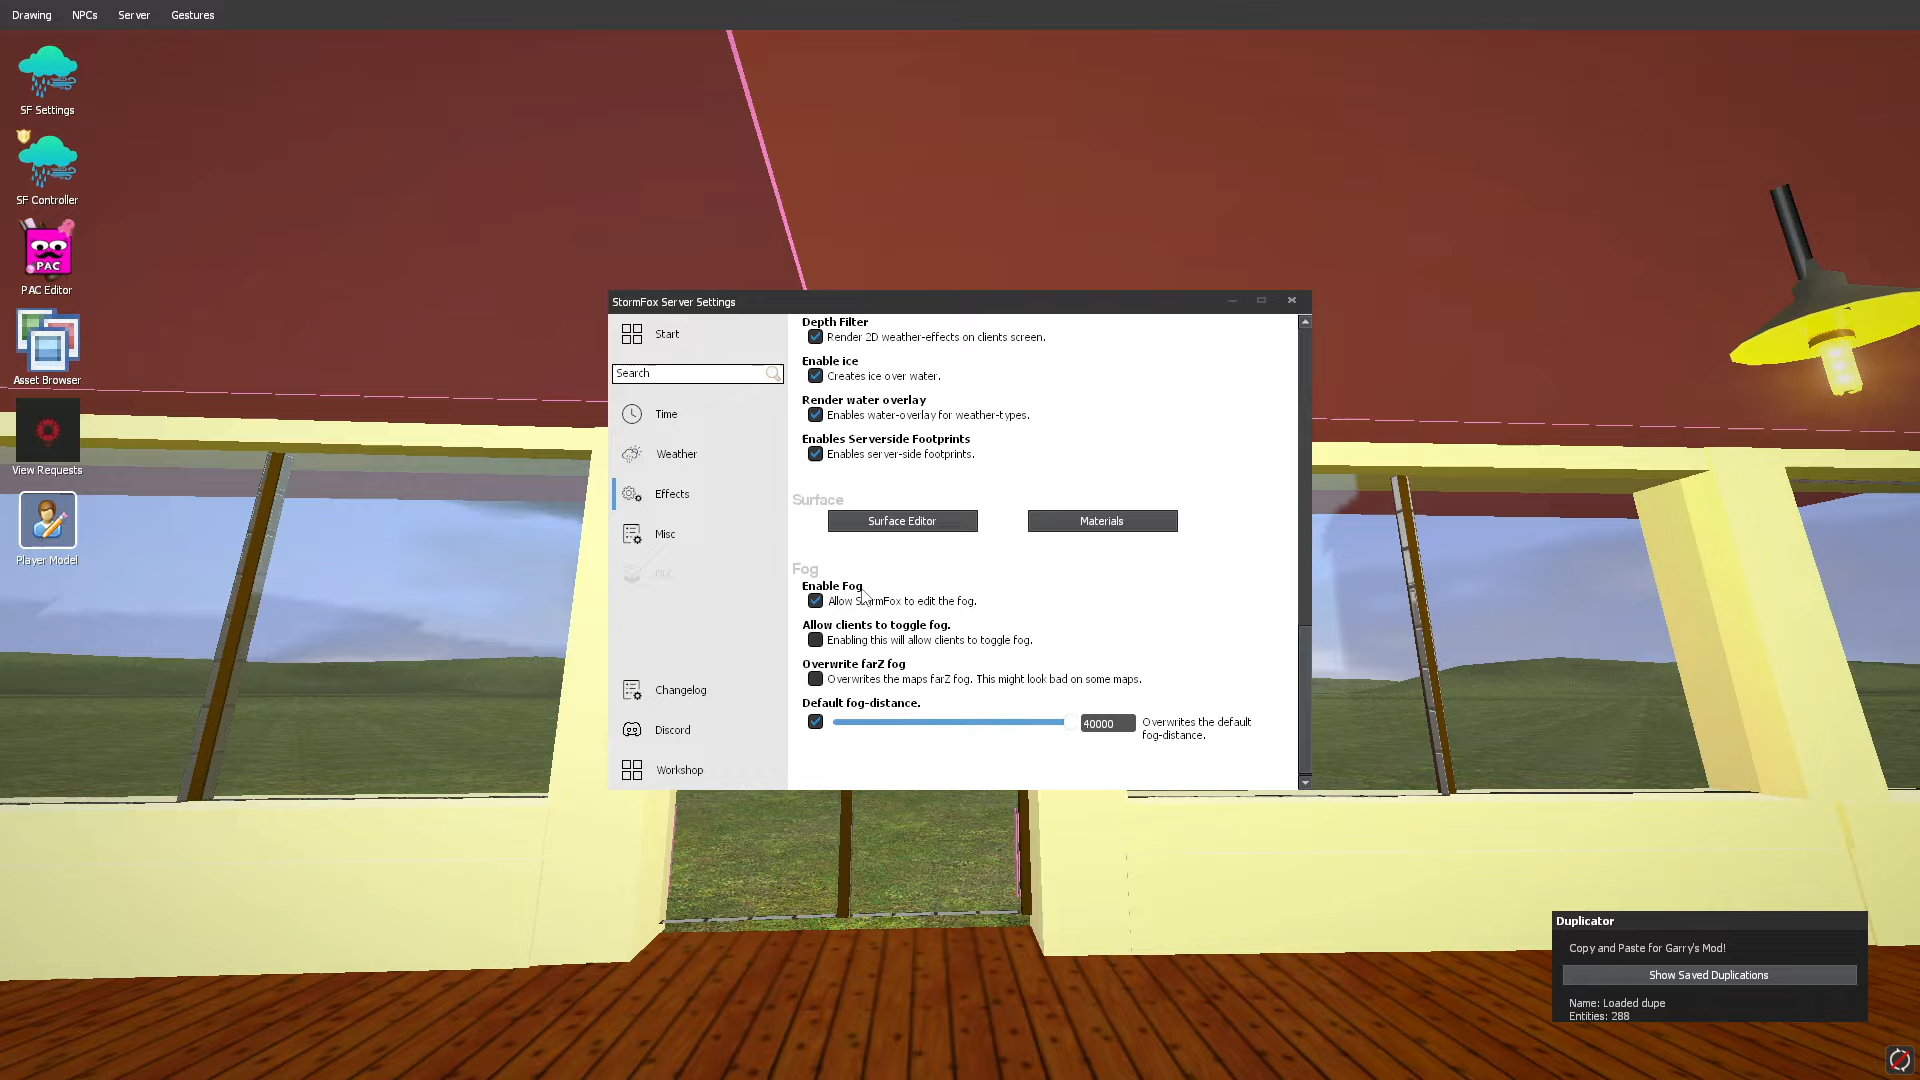 Drawing NPCs Server Gestures
SF Settings
SF Controller
PAC
PAC Editor
Asset Browser
View Requests
Player Model
StormFox Server Settings
Start
Search
Time
Weather
Effects
Misc
DLC
Changelog
Discord
Workshop
Depth Filter
Render 2D weather-effects on clients screen.
Enable ice
Creates ice over water.
Render water overlay
Enables water-overlay for weather-types.
Enables Serverside Footprints
Enables server-side footprints.
Surface
Surface Editor Materials
Fog
Enable Fog
Allow StormFox to edit the fog.
Allow clients to toggle fog.
Enabling this will allow clients to toggle fog.
Overwrite farZ fog
Overwrites the maps farZ fog. This might look bad on some maps.
Default fog-distance.
40000 Overwrites the default
fog-distance.
Duplicator
Copy and Paste for Garry's Mod!
Show Saved Duplications
Name: Loaded dupe
Entities: 288